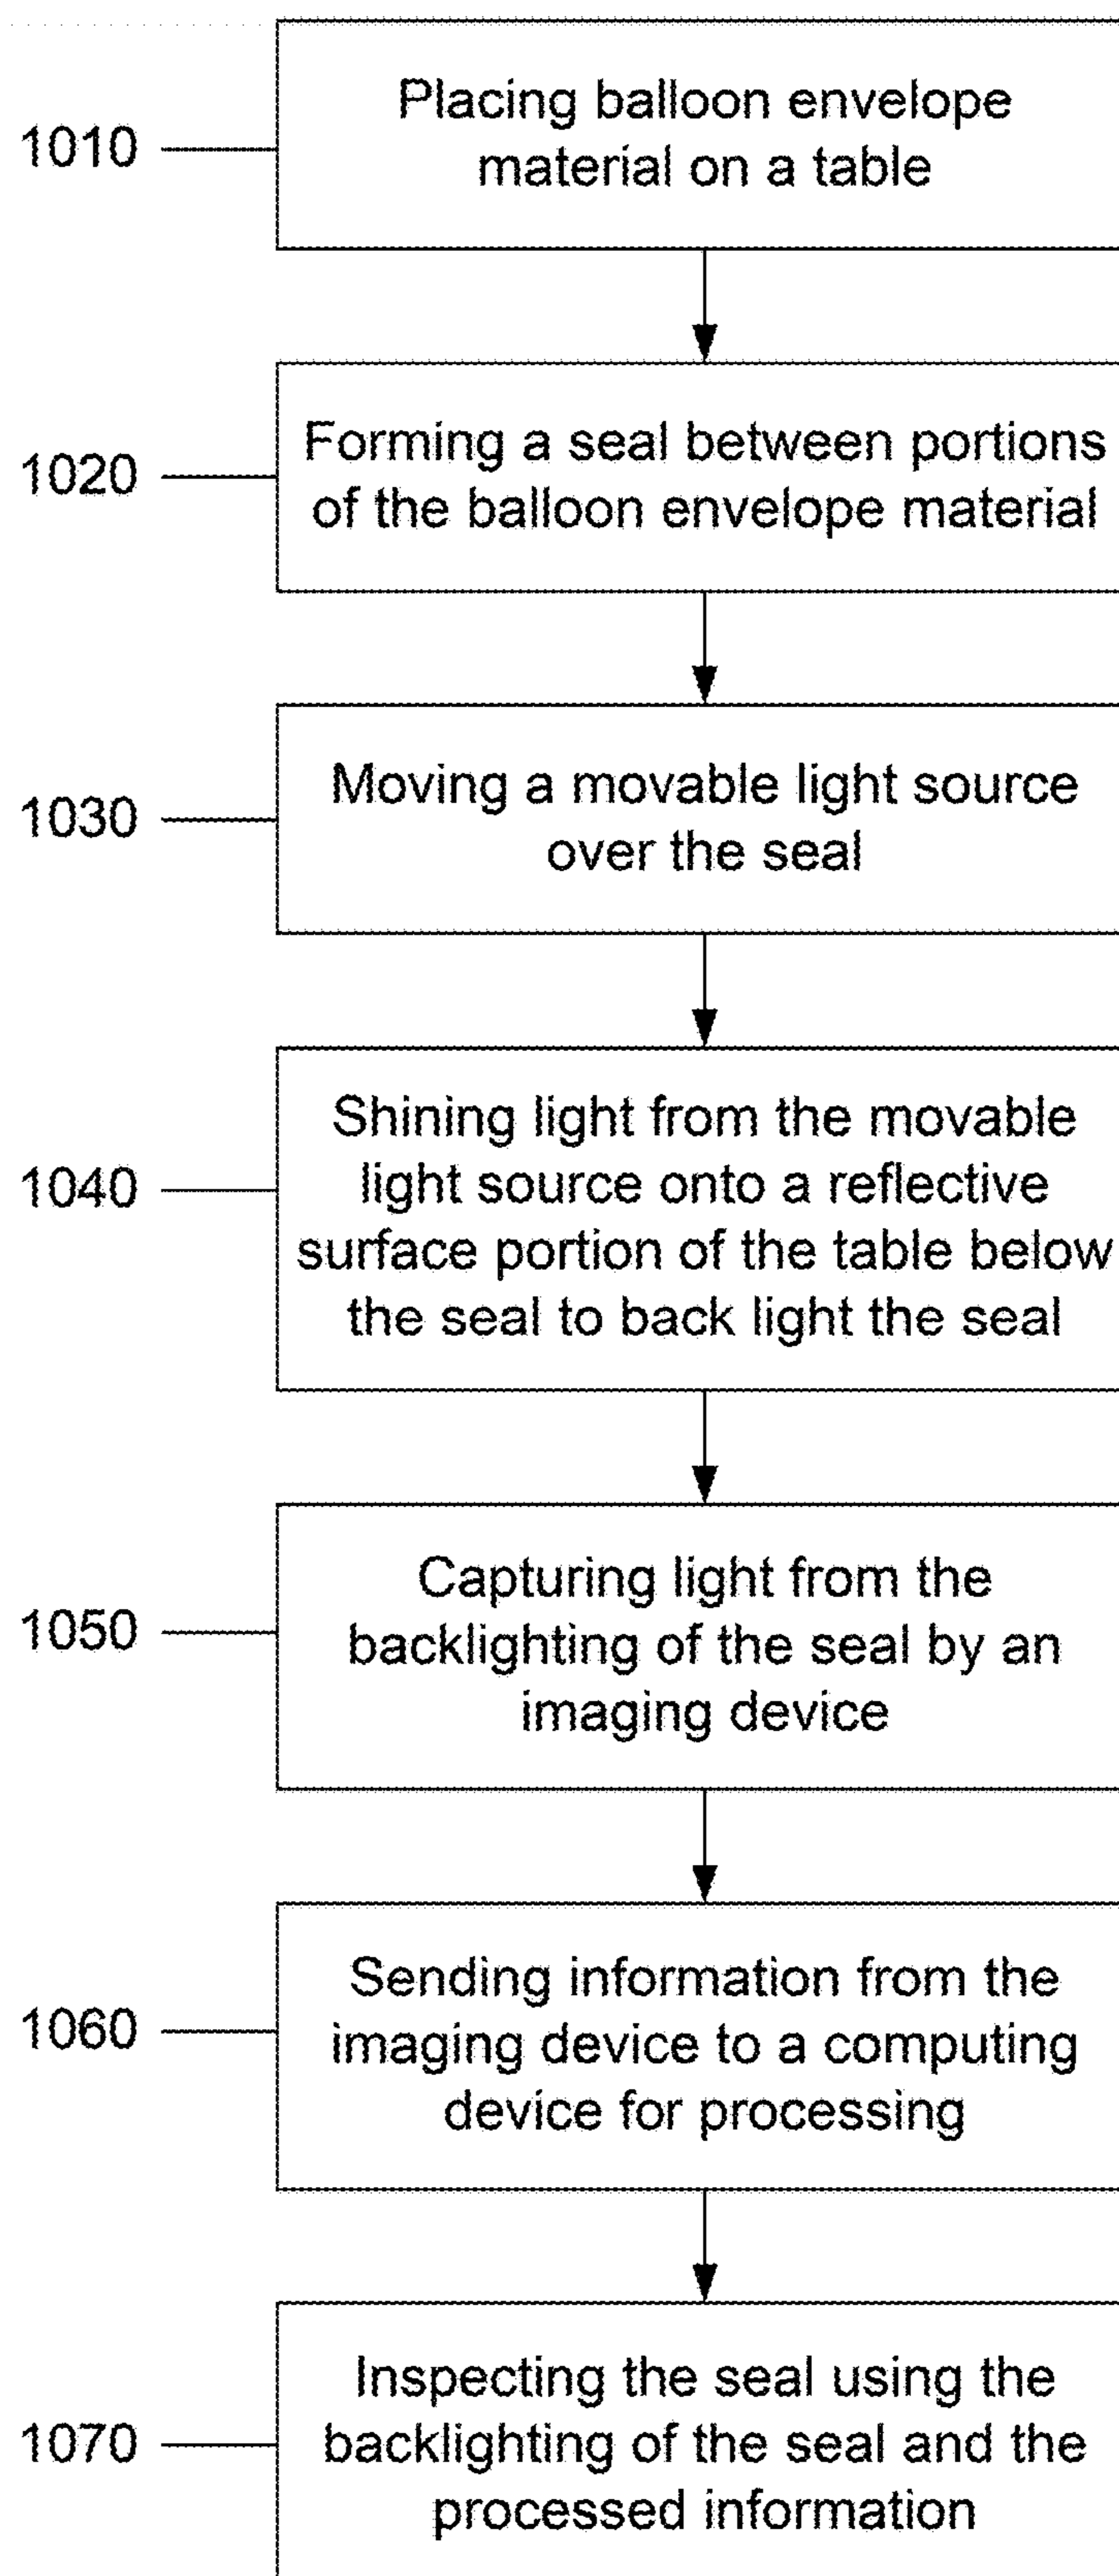 1010
Placing balloon envelope
material on a table
1020
Forming a seal between portions
of the balloon envelope material
1030
Moving a movable light source
over the seal
1040
Shining light from the movable
light source onto a reflective
surface portion of the table below
the seal to back light the seal
1050
Capturing light from the
backlighting of the seal by an
imaging device
1060
Sending information from the
imaging device to a computing
device for processing
1070
Inspecting the seal using the
backlighting of the seal and the
processed information